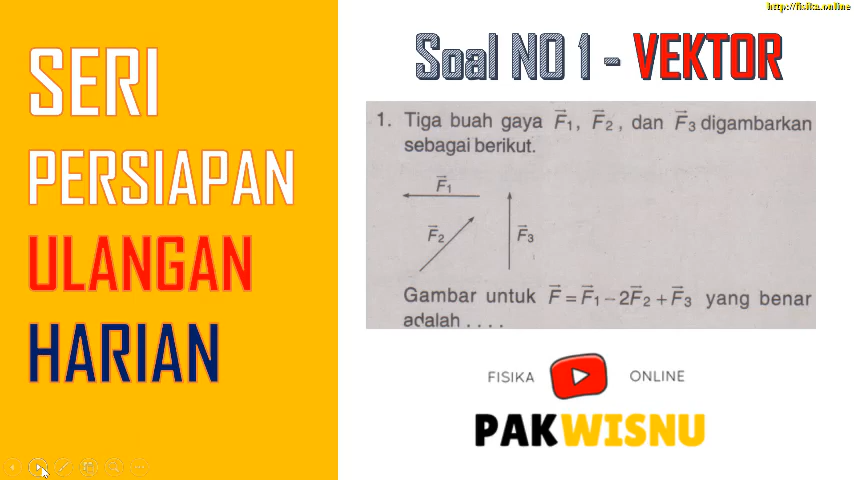 http://fisika.online
SERI
PERSIAPAN
ULANGAN
HARIAN
Soal NO 1 - VEKTOR
1. Tiga buah gaya F⃗1, F⃗2, dan F⃗3 digambarkan
sebagai berikut.
F⃗1
F⃗2
F⃗3
Gambar untuk F⃗ = F⃗1 – 2F⃗2 + F⃗3 yang benar
adalah . . . .
FISIKA ONLINE
PAKWISNU